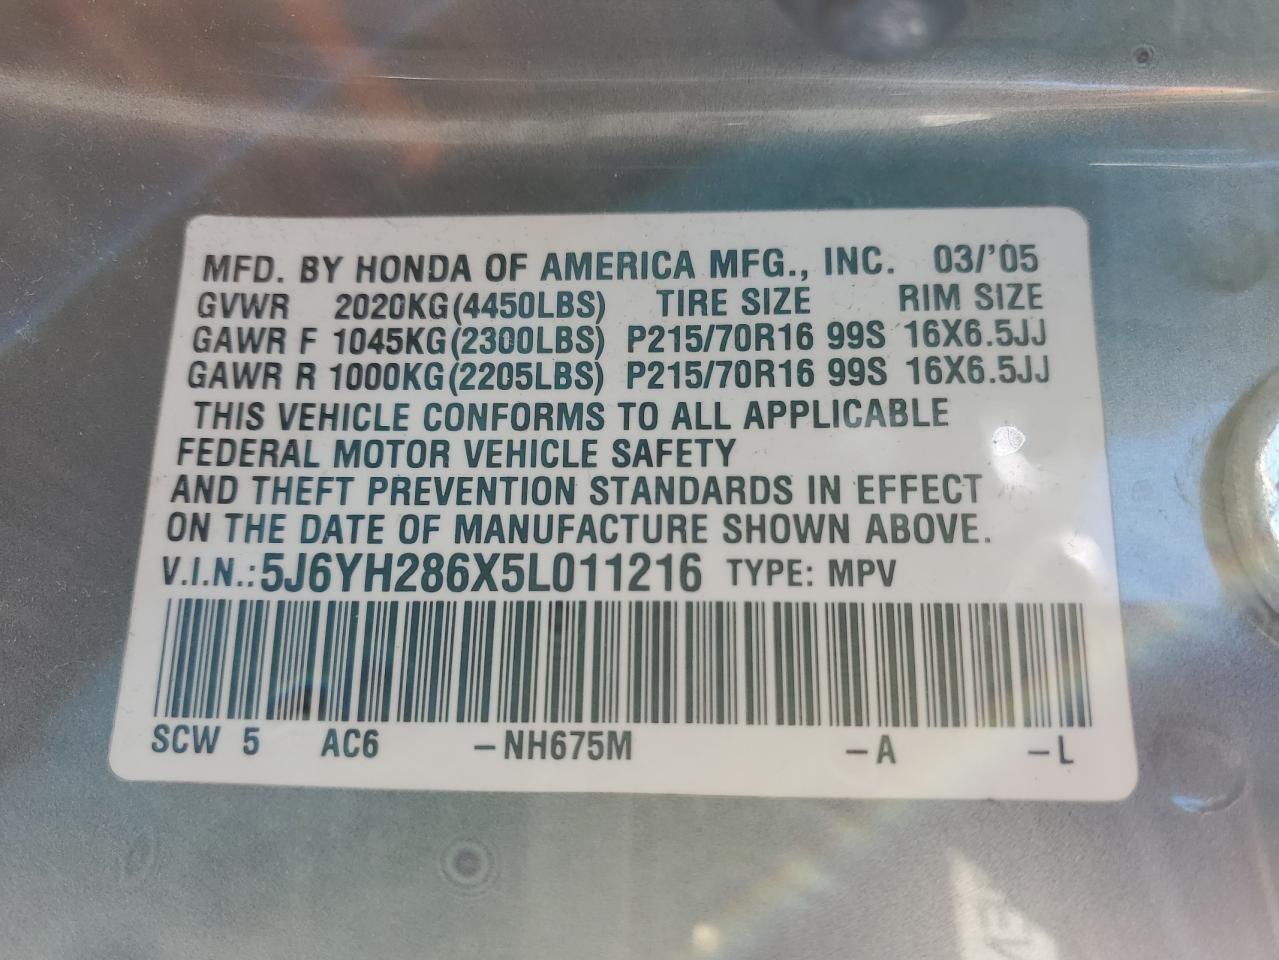 MFD. BY HONDA OF AMERICA MFG., INC. 03/'05
GVWR 2020KG(4450LBS) TIRE SIZE RIM SIZE
GAWR F 1045KG(2300LBS) P215/70R16 99S 16X6.5JJ
GAWR R 1000KG(2205LBS) P215/70R16 99S 16X6.5JJ
THIS VEHICLE CONFORMS TO ALL APPLICABLE
FEDERAL MOTOR VEHICLE SAFETY
AND THEFT PREVENTION STANDARDS IN EFFECT
ON THE DATE OF MANUFACTURE SHOWN ABOVE.
V.I.N.:5J6YH286X5L011216 TYPE: MPV
SCW 5 AC6 -NH675M -A -L